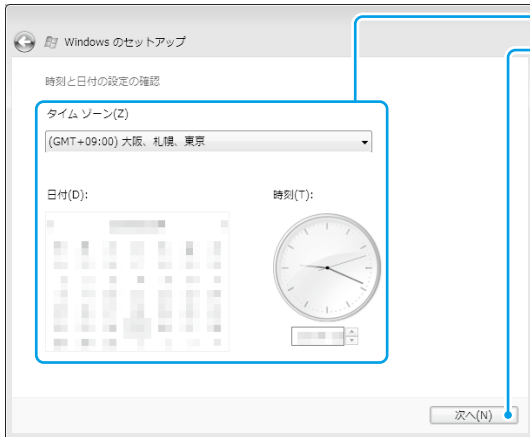 Windows のセットアップ
時刻と日付の設定の確認
タイム ゾーン(Z)
(GMT+09:00) 大阪、札幌、東京
日付(D):
時刻(T):
次へ(N)